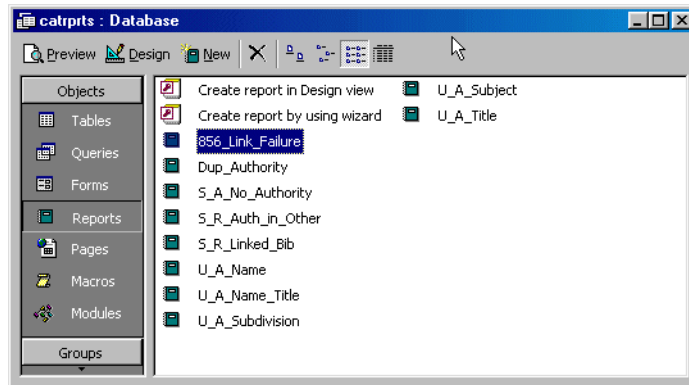 catrprts : Database
Preview Design New
Objects
Tables
Queries
Forms
Reports
Pages
Macros
Modules
Groups
Create report in Design view
Create report by using wizard
856_Link_Failure
Dup_Authority
S_A_No_Authority
S_R_Auth_in_Other
S_R_Linked_Bib
U_A_Name
U_A_Name_Title
U_A_Subdivision
U_A_Subject
U_A_Title